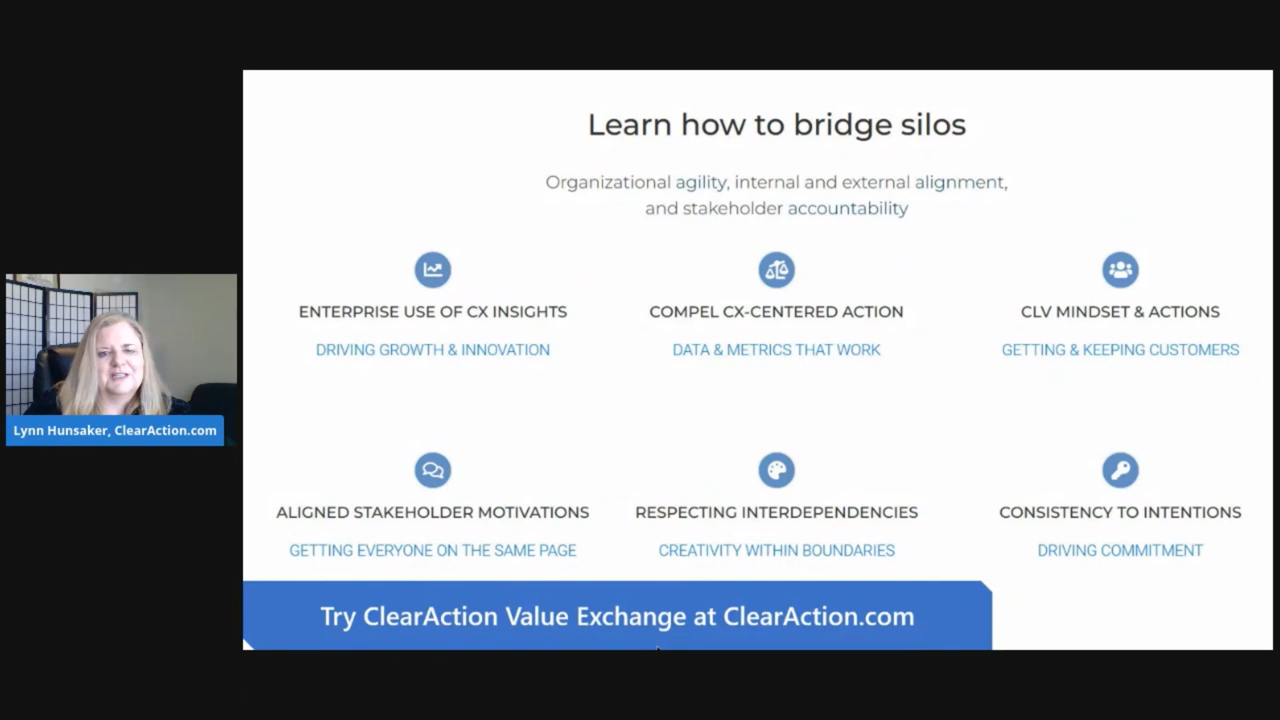 Learn how to bridge silos
Organizational agility, internal and external alignment,
and stakeholder accountability
ENTERPRISE USE OF CX INSIGHTS
DRIVING GROWTH & INNOVATION
COMPEL CX-CENTERED ACTION
DATA & METRICS THAT WORK
CLV MINDSET & ACTIONS
GETTING & KEEPING CUSTOMERS
ALIGNED STAKEHOLDER MOTIVATIONS
GETTING EVERYONE ON THE SAME PAGE
RESPECTING INTERDEPENDENCIES
CREATIVITY WITHIN BOUNDARIES
CONSISTENCY TO INTENTIONS
DRIVING COMMITMENT
Try ClearAction Value Exchange at ClearAction.com
Lynn Hunsaker, ClearAction.com